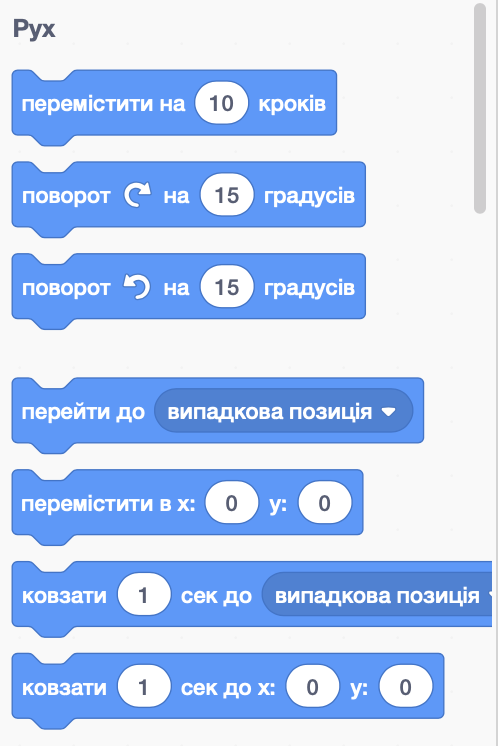 Рух
перемістити на 10 кроків
поворот на 15 градусів
поворот на 15 градусів
перейти до випадкова позиція
перемістити в x: 0 y: 0
ковзати 1 сек до випадкова позиція
ковзати 1 сек до x: 0 y: 0